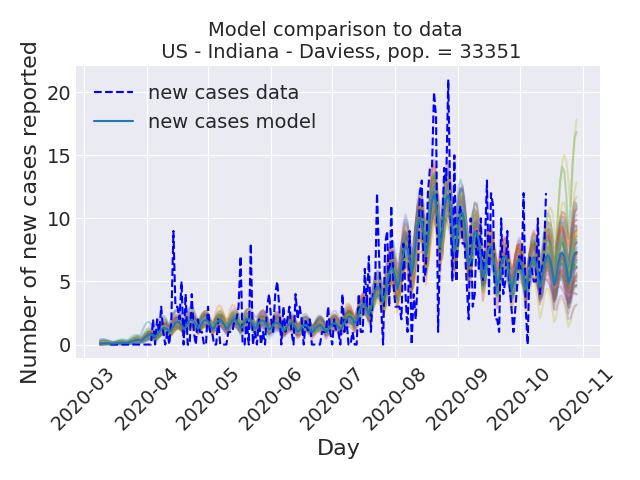 Model comparison to data
US - Indiana - Daviess, pop. = 33351
Number of new cases reported
new cases data
new cases model
20
15
10
5
0
2020-03
2020-04
2020-05
2020-06
2020-07
2020-08
2020-09
2020-10
2020-11
Day